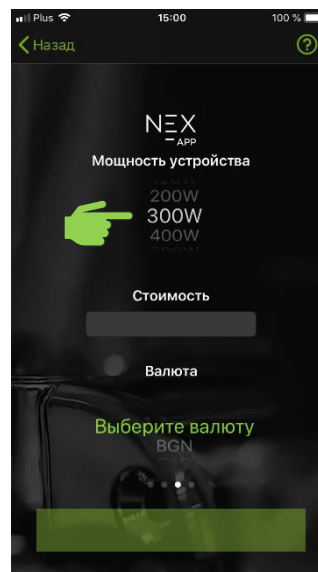 Plus 15:00 100 %
Назад ?
NEX
APP
Мощность устройства
200W
300W
400W
Стоимость
Валюта
Выберите валюту
BGN